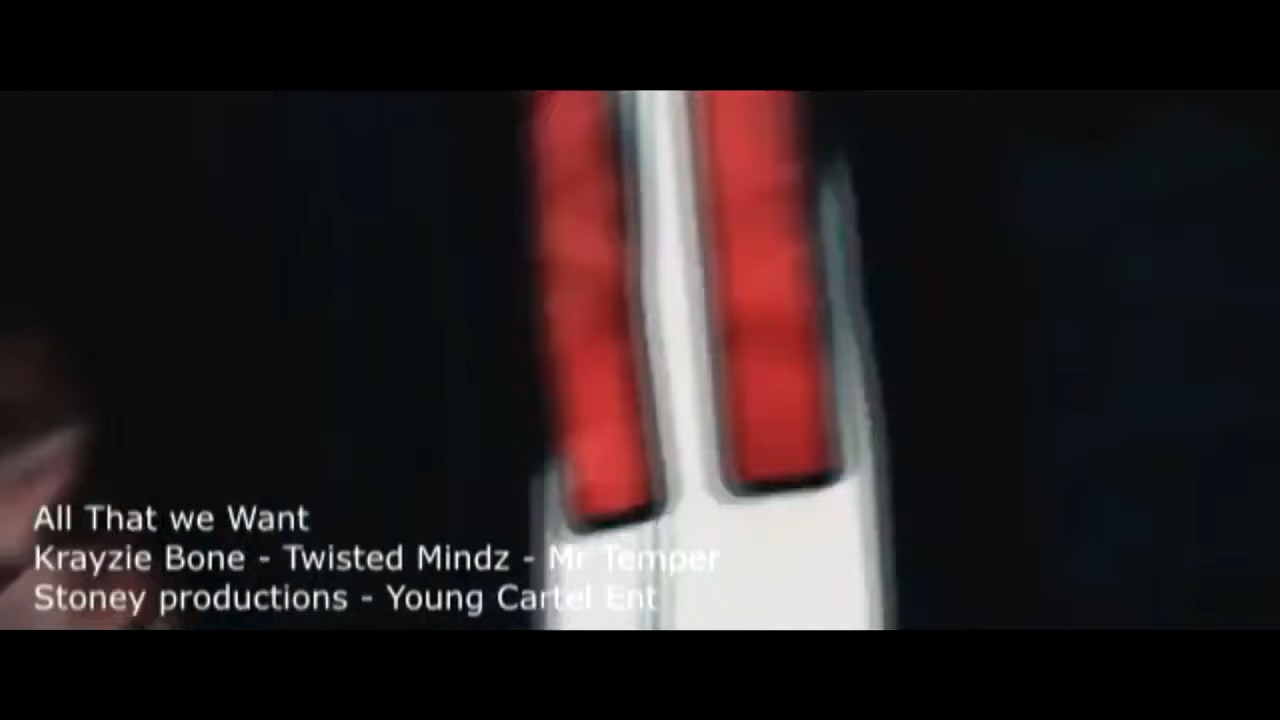 All That we Want
Krayzie Bone - Twisted Mindz - Mr Temper
Stoney productions - Young Cartel Ent